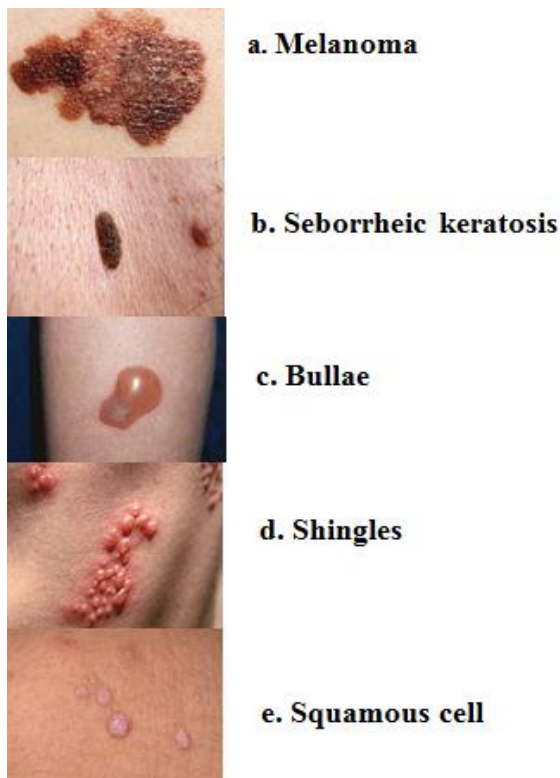 a. Melanoma
b. Seborrheic keratosis
c. Bullae
d. Shingles
e. Squamous cell